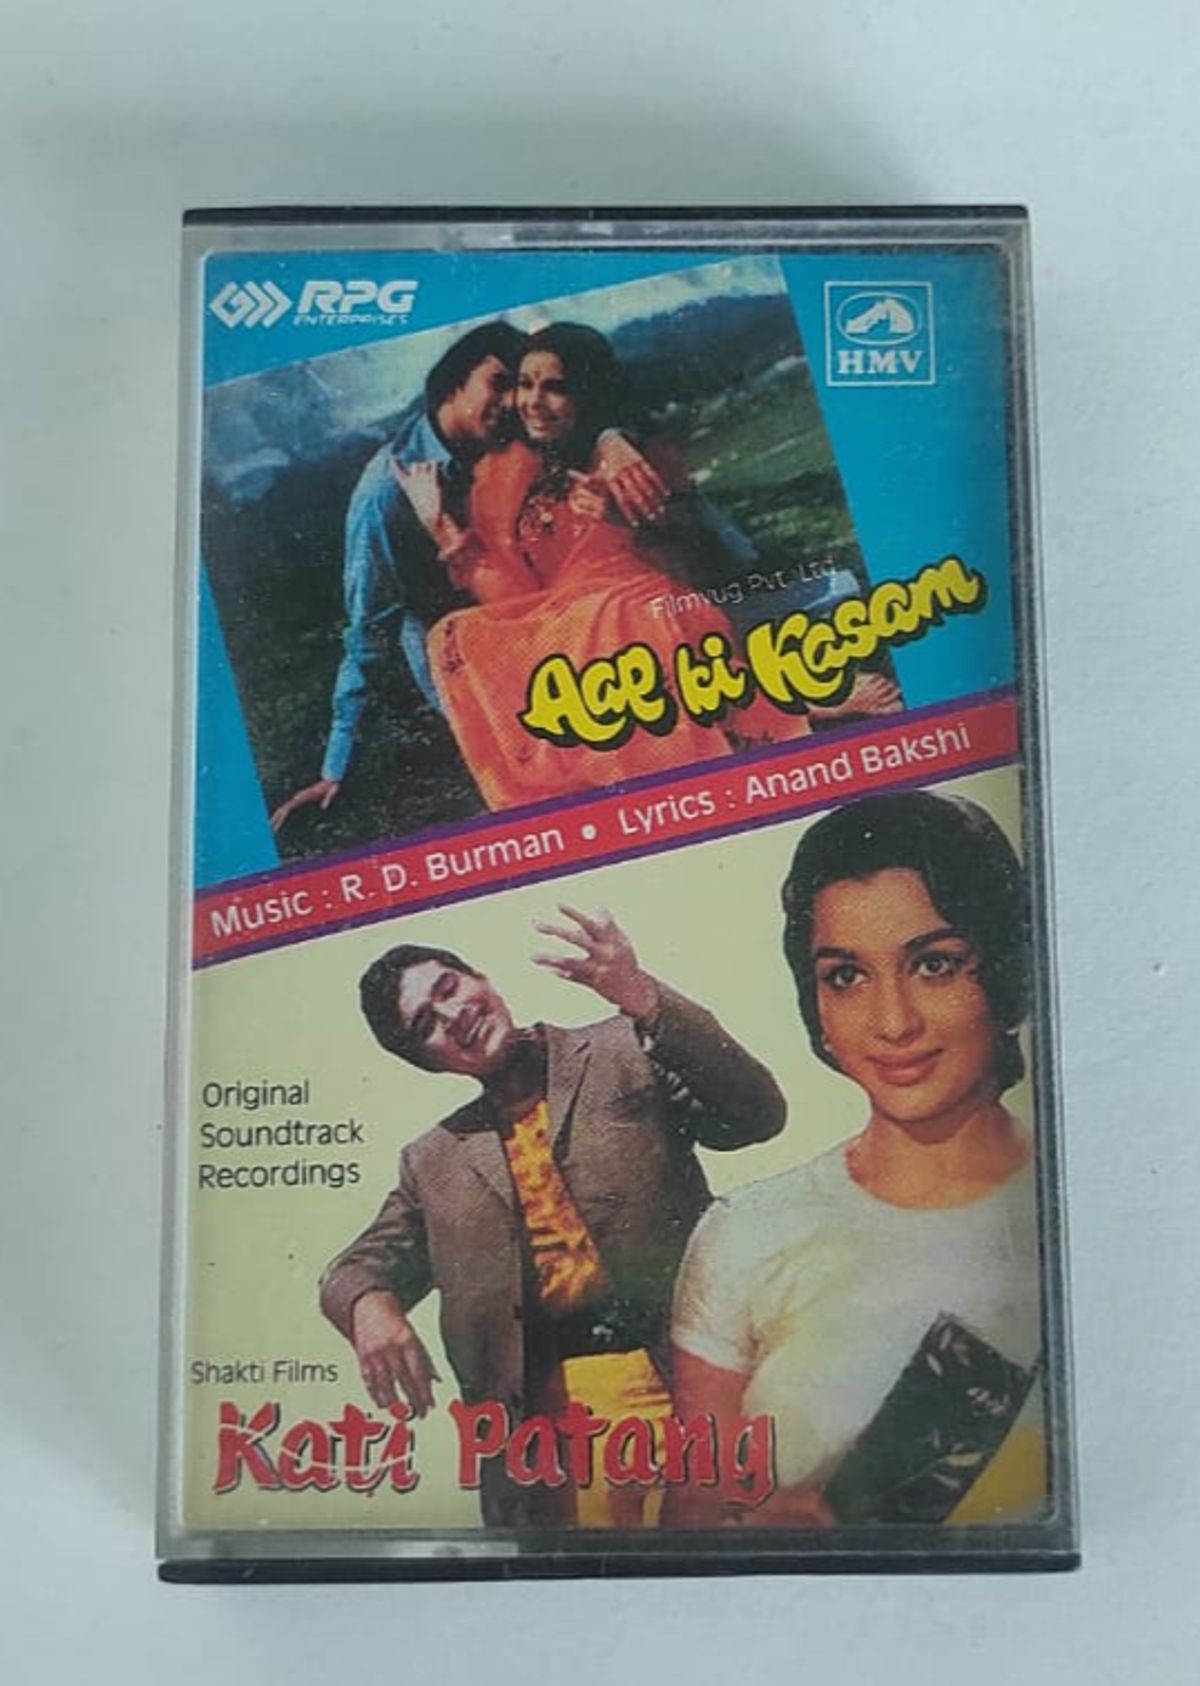 RPG
ENTERPRISES
HMV
Filmyug Pvt. Ltd.
Aap ki Kasam
Music : R. D. Burman • Lyrics : Anand Bakshi
Original
Soundtrack
Recordings
Shakti Films
Kati Patang